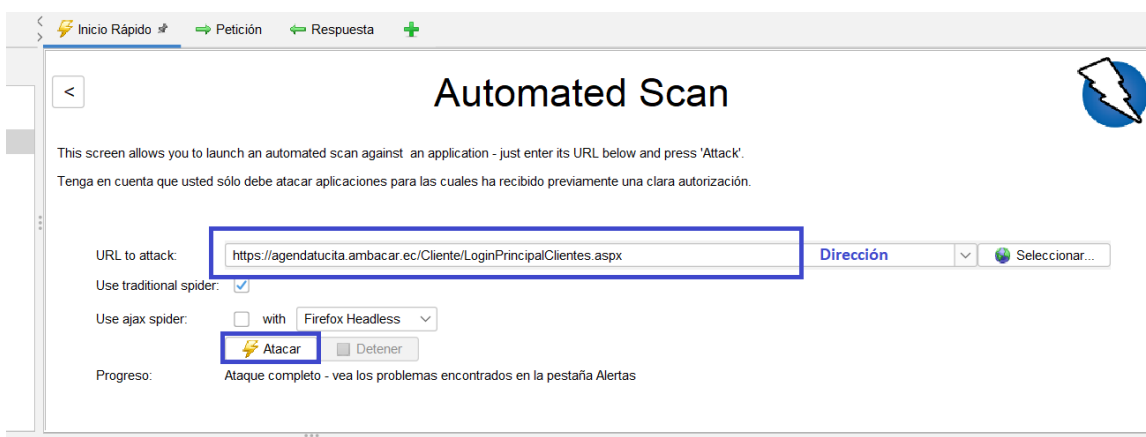 Inicio Rápido Petición Respuesta
<
Automated Scan
This screen allows you to launch an automated scan against an application - just enter its URL below and press 'Attack'.
Tenga en cuenta que usted sólo debe atacar aplicaciones para las cuales ha recibido previamente una clara autorización.
URL to attack: https://agendatucita.ambacar.ec/Cliente/LoginPrincipalClientes.aspx Dirección Seleccionar...
Use traditional spider:
Use ajax spider: with Firefox Headless
Atacar Detener
Progreso: Ataque completo - vea los problemas encontrados en la pestaña Alertas